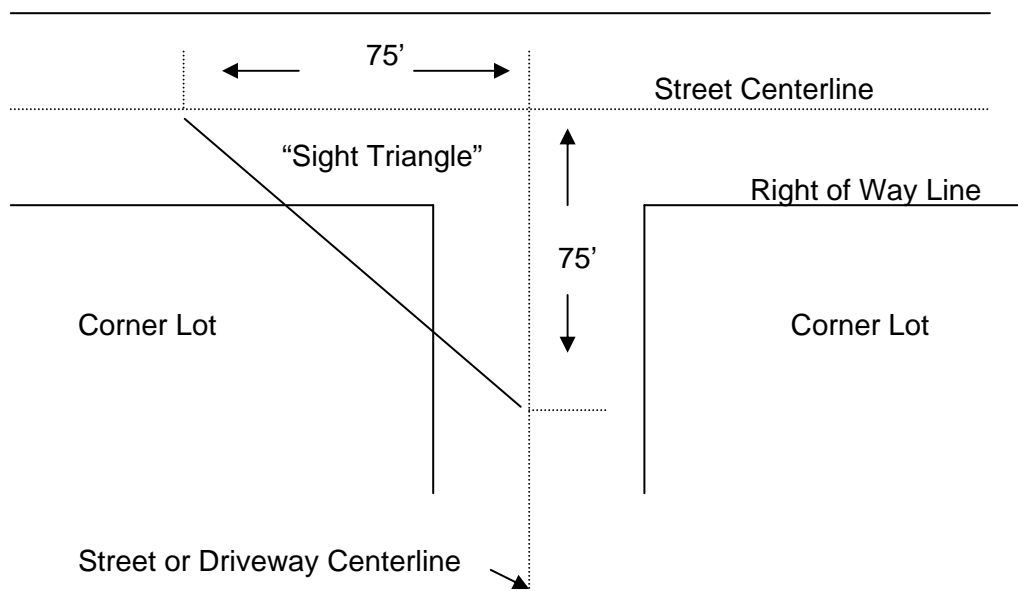 75’
Street Centerline
“Sight Triangle”
Right of Way Line
75’
Corner Lot
Corner Lot
Street or Driveway Centerline